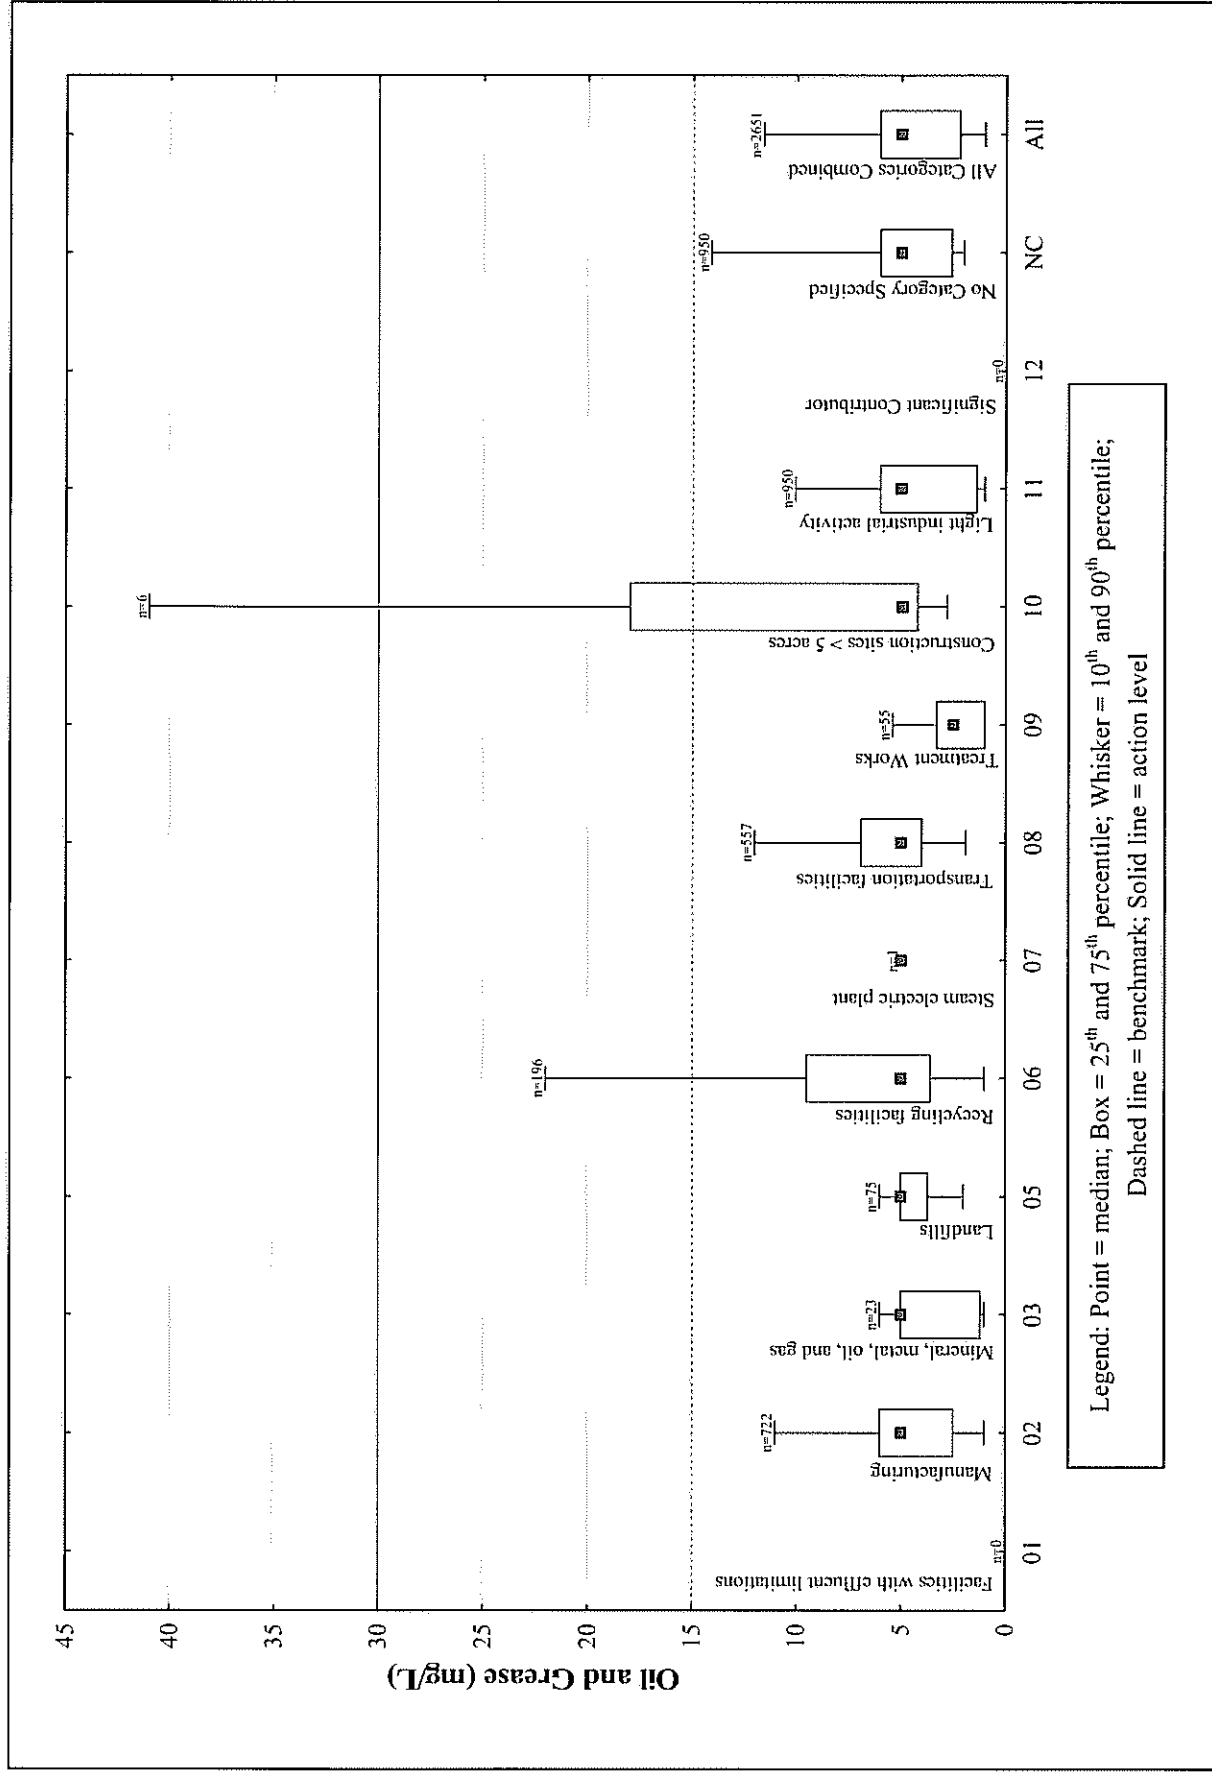 Oil and Grease (mg/L)
45
40
35
30
25
20
15
10
5
0
n=0
n=722
n=23
n=75
n=196
n=557
n=55
n=6
n=950
n=0
n=950
n=2651
Facilities with effluent limitations
Manufacturing
Mineral, metal, oil, and gas
Landfills
Recycling facilities
Steam electric plant
Transportation facilities
Treatment Works
Construction sites > 5 acres
Light industrial activity
Significant Contributor
No Category Specified
All Categories Combined
01
02
03
05
06
07
08
09
10
11
12
NC
All
Legend: Point = median; Box = 25th and 75th percentile; Whisker = 10th and 90th percentile;
Dashed line = benchmark; Solid line = action level